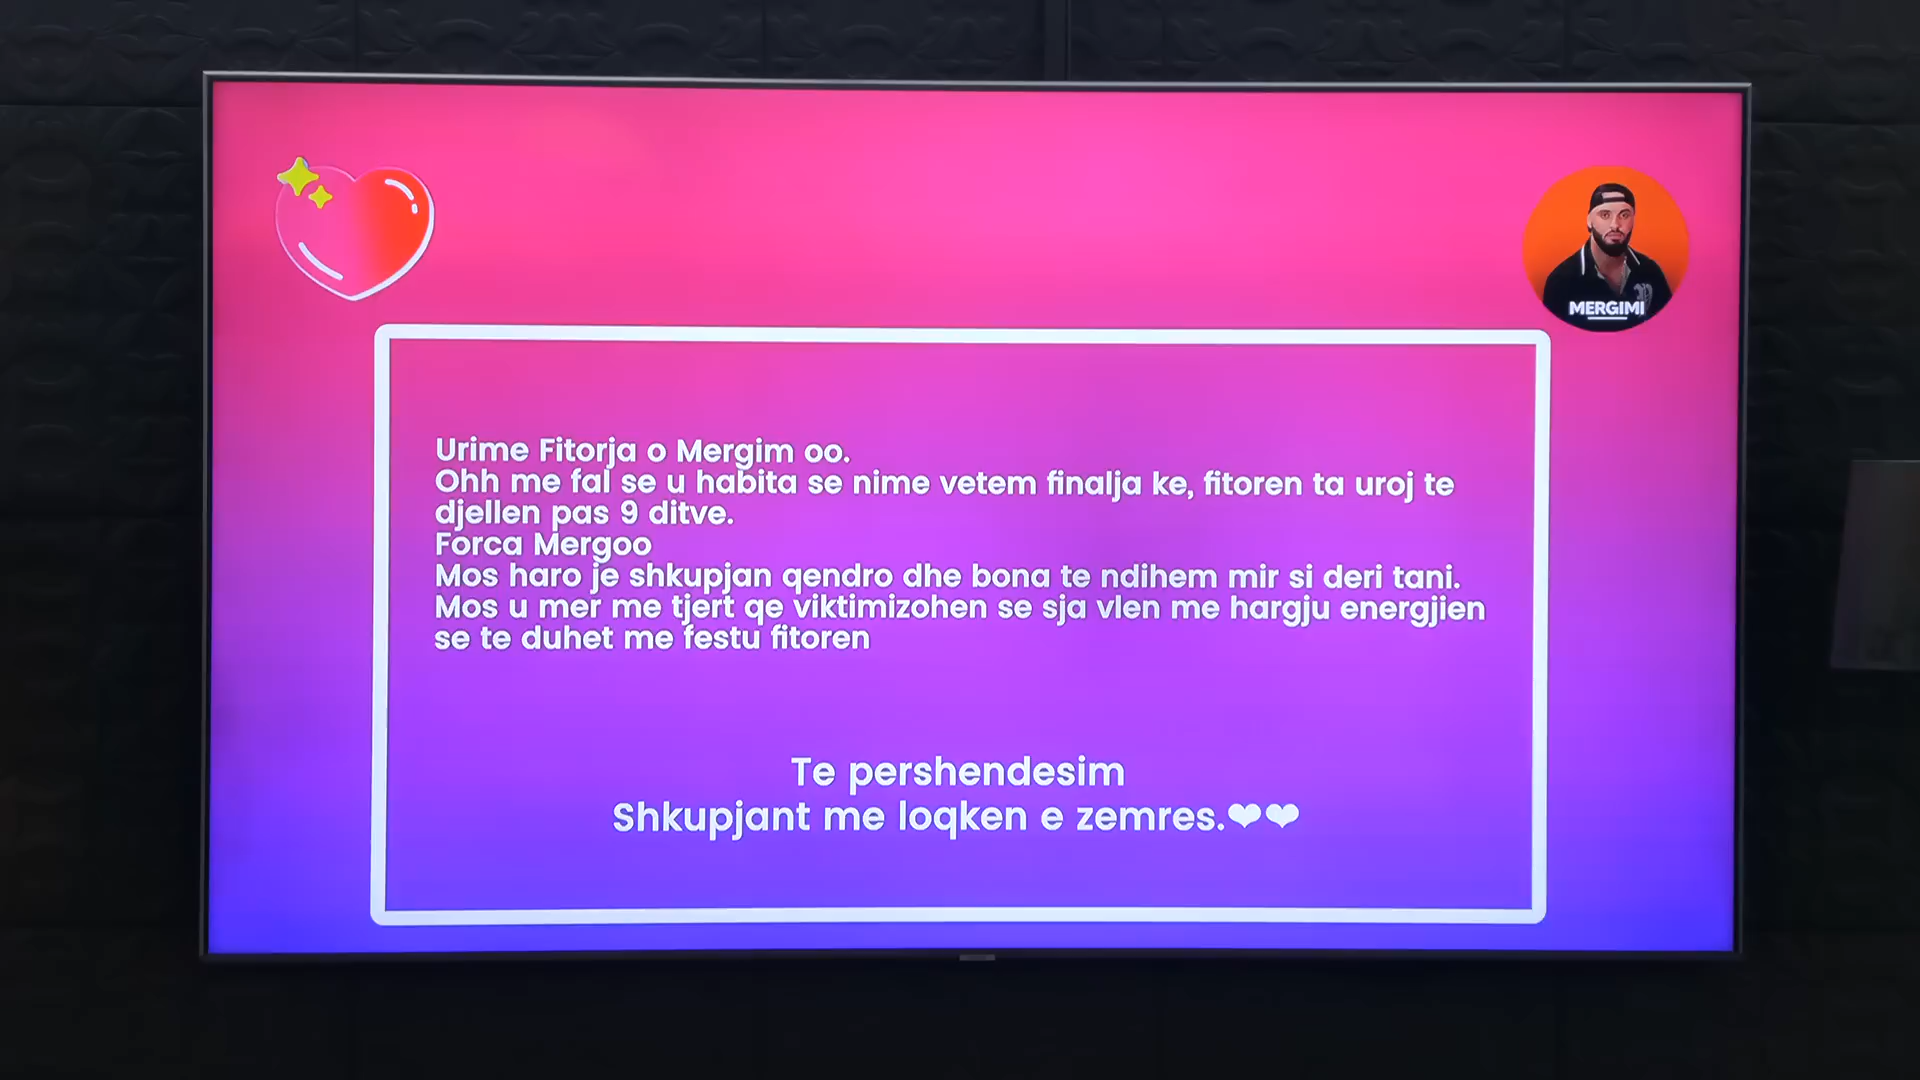 MERGIMI
Urime Fitorja o Mergim oo.
Ohh me fal se u habita se nime vetem finalja ke, fitoren ta uroj te
djellen pas 9 ditve.
Forca Mergoo
Mos haro je shkupjan qendro dhe bona te ndihem mir si deri tani.
Mos u mer me tjert qe viktimizohen se sja vlen me hargju energjien
se te duhet me festu fitoren
Te pershendesim
Shkupjant me loqken e zemres.❤❤